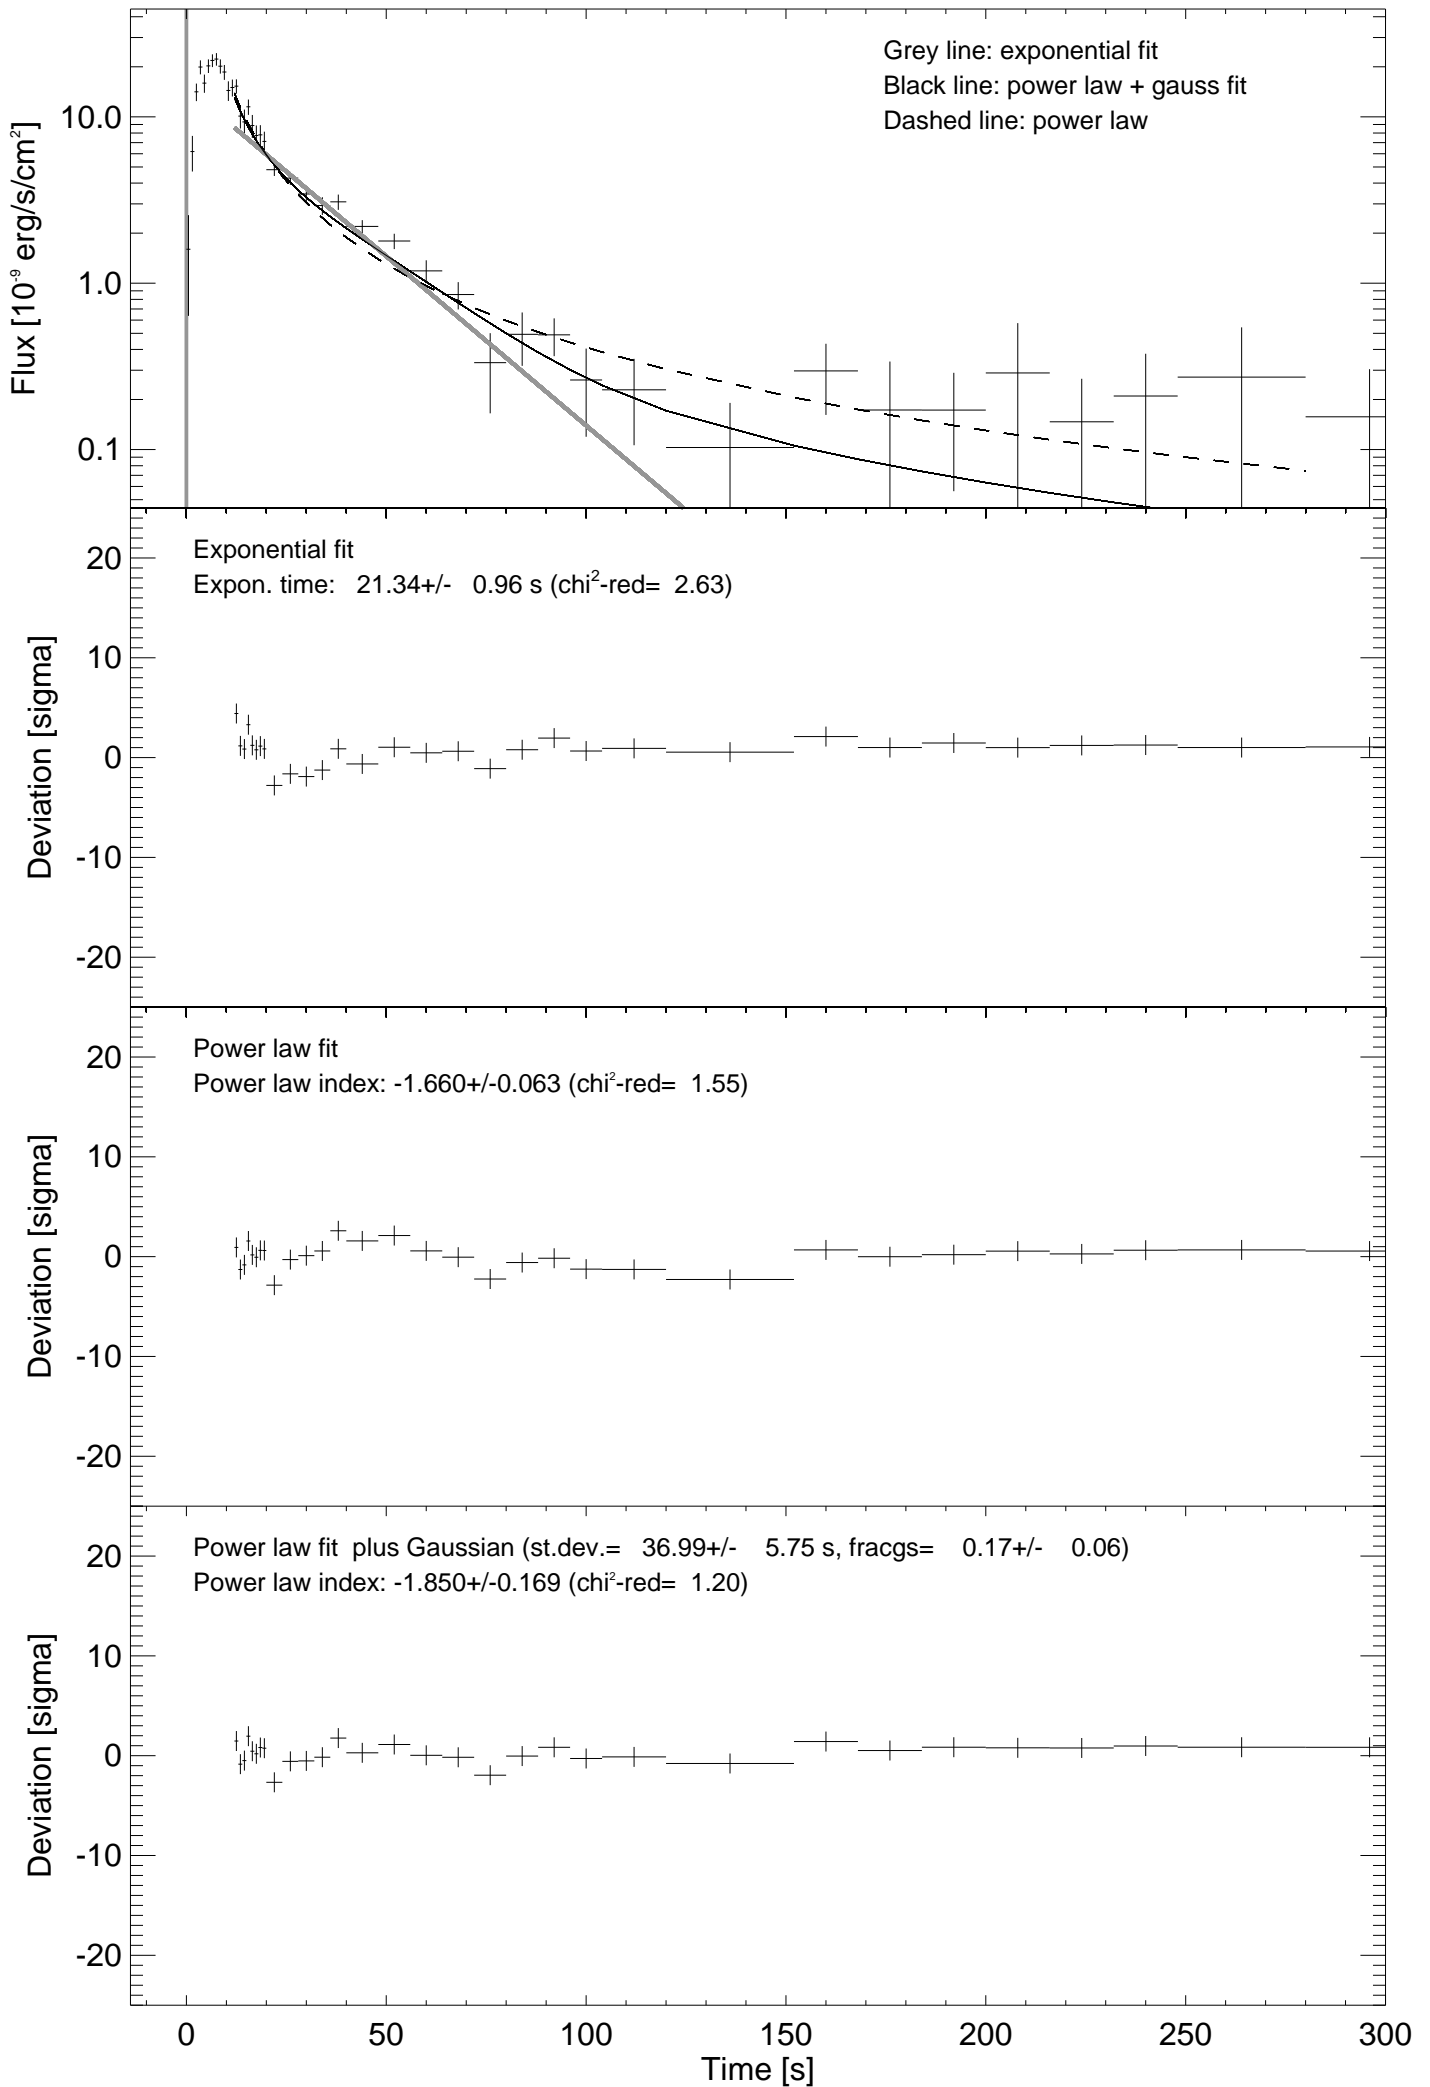 Grey line: exponential fit
Black line: power law + gauss fit
Dashed line: power law
10.0
1.0
0.1
Flux [10⁻⁹ erg/s/cm²]
Exponential fit
Expon. time: 21.34+/- 0.96 s (chi²-red= 2.63)
20
10
0
-10
-20
Deviation [sigma]
Power law fit
Power law index: -1.660+/-0.063 (chi²-red= 1.55)
20
10
0
-10
-20
Deviation [sigma]
Power law fit plus Gaussian (st.dev.= 36.99+/- 5.75 s, fracgs= 0.17+/- 0.06)
Power law index: -1.850+/-0.169 (chi²-red= 1.20)
20
10
0
-10
-20
Deviation [sigma]
0 50 100 150 200 250 300
Time [s]